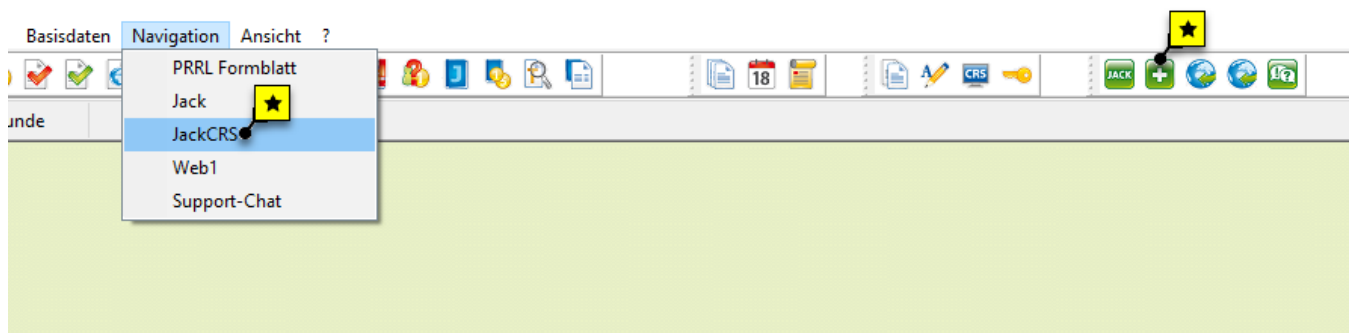 Basisdaten Navigation Ansicht ?
PRRL Formblatt
18
CRS
JACK
Jack
unde
JackCRS
Web1
Support-Chat